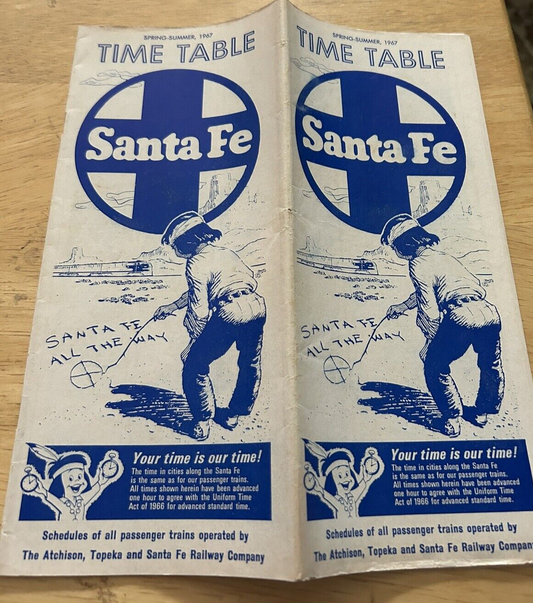 SPRING-SUMMER, 1967
TIME TABLE
Santa Fe
SANTA FE
ALL THE WAY
Your time is our time!
The time in cities along the Santa Fe
is the same as for our passenger trains.
All times shown herein have been advanced
one hour to agree with the Uniform Time
Act of 1966 for advanced standard time.
Schedules of all passenger trains operated by
The Atchison, Topeka and Santa Fe Railway Company
SPRING-SUMMER, 1967
TIME TABLE
Santa Fe
SANTA FE
ALL THE WAY
Your time is our time!
The time in cities along the Santa Fe
is the same as for our passenger trains.
All times shown herein have been advanced
one hour to agree with the Uniform Time
Act of 1966 for advanced standard time.
Schedules of all passenger trains operated by
The Atchison, Topeka and Santa Fe Railway Company